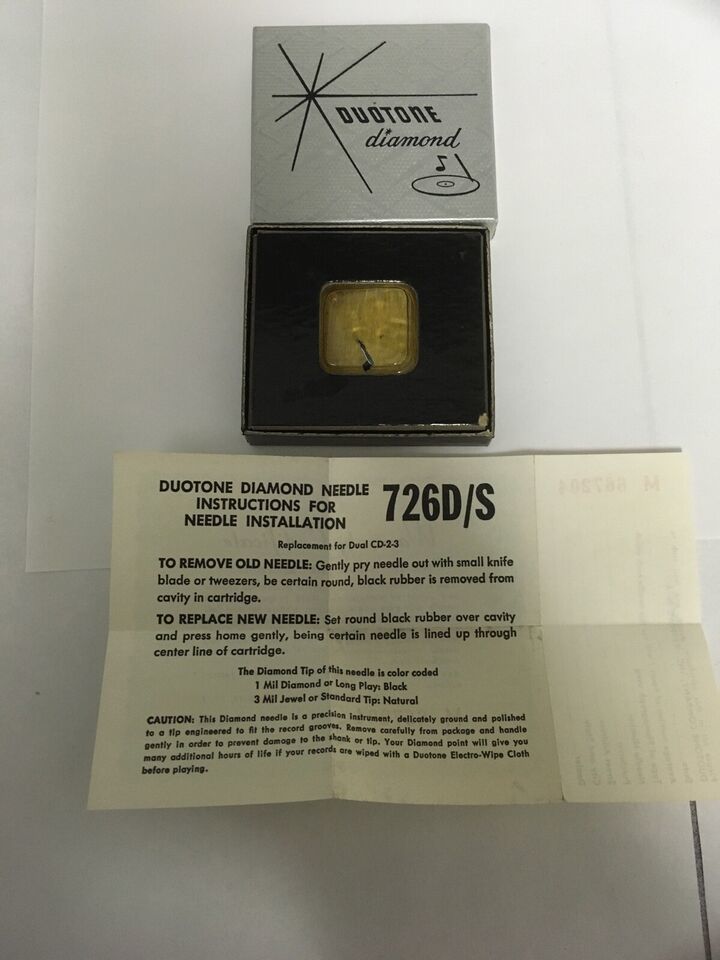 DUOTONE
diamond
DUOTONE DIAMOND NEEDLE
INSTRUCTIONS FOR
NEEDLE INSTALLATION
726D/S
Replacement for Dual CD-2-3
TO REMOVE OLD NEEDLE: Gently pry needle out with small knife
blade or tweezers, be certain round, black rubber is removed from
cavity in cartridge.
TO REPLACE NEW NEEDLE: Set round black rubber over cavity
and press home gently, being certain needle is lined up through
center line of cartridge.
The Diamond Tip of this needle is color coded
1 Mil Diamond or Long Play: Black
3 Mil Jewel or Standard Tip: Natural
CAUTION: This Diamond needle is a precision instrument, delicately ground and polished
to a tip engineered to fit the record grooves. Remove carefully from package and handle
gently in order to prevent damage to the shank or tip. Your Diamond point will give you
many additional hours of life if your records are wiped with a Duotone Electro-Wipe Cloth
before playing.